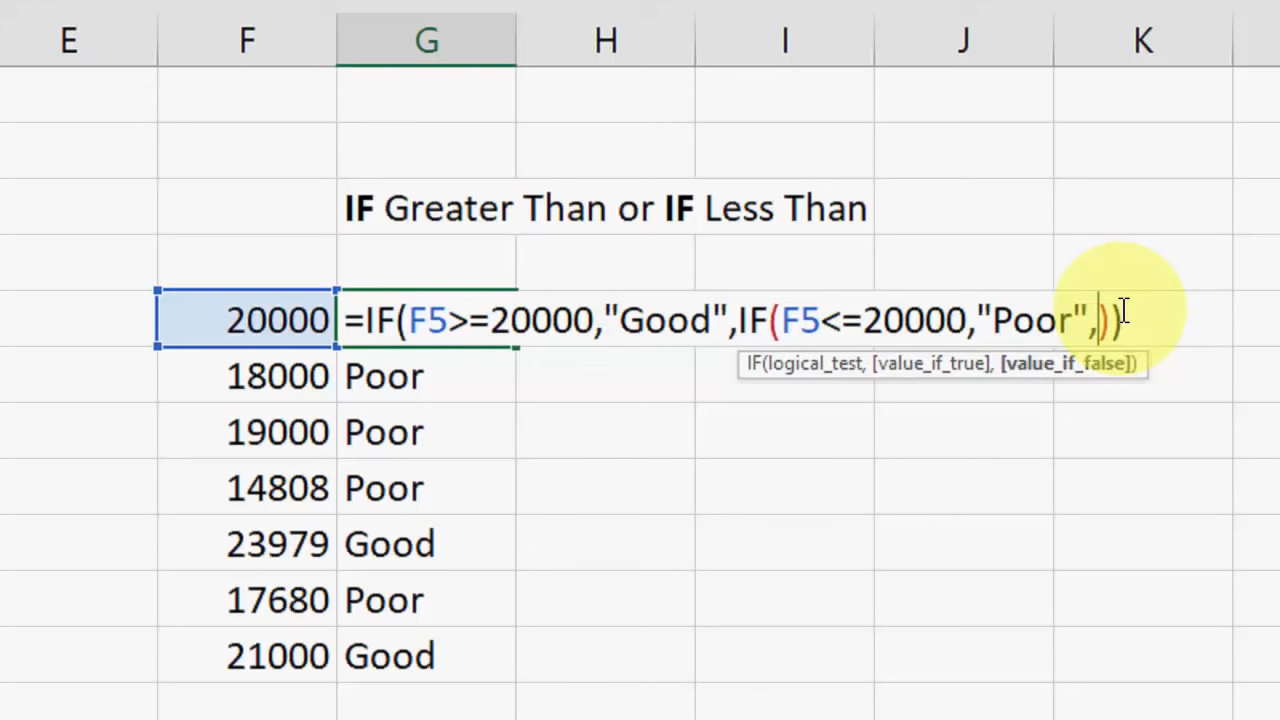 E F G H I J K
IF Greater Than or IF Less Than
20000 =IF(F5>=20000,"Good",IF(F5<=20000,"Poor",))
IF(logical_test, [value_if_true], [value_if_false])
18000 Poor
19000 Poor
14808 Poor
23979 Good
17680 Poor
21000 Good